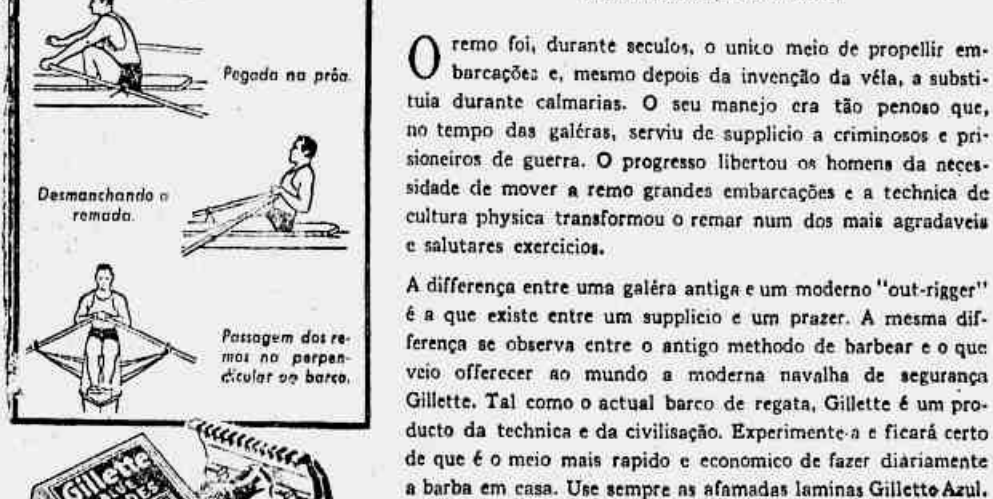 Pegada na prôa.
Desmanchando a
remada.
Passagem dos re-
mos na perpen-
dicular ao barco.
Gillette
O remo foi, durante seculos, o unico meio de propellir em-
barcações e, mesmo depois da invenção da véla, a substi-
tuia durante calmarias. O seu manejo era tão penoso que,
no tempo das galéras, serviu de supplicio a criminosos e pri-
sioneiros de guerra. O progresso libertou os homens da neces-
sidade de mover a remo grandes embarcações e a technica de
cultura physica transformou o remar num dos mais agradaveis
e salutares exercicios.
A differença entre uma galéra antiga e um moderno "out-rigger"
é a que existe entre um supplicio e um prazer. A mesma dif-
ferença se observa entre o antigo methodo de barbear e o que
veio offerecer ao mundo a moderna navalha de segurança
Gillette. Tal como o actual barco de regata, Gillette é um pro-
ducto da technica e da civilisação. Experimente-a e ficará certo
de que é o meio mais rapido e economico de fazer diáriamente
a barba em casa. Use sempre as afamadas laminas Gillette Azul.